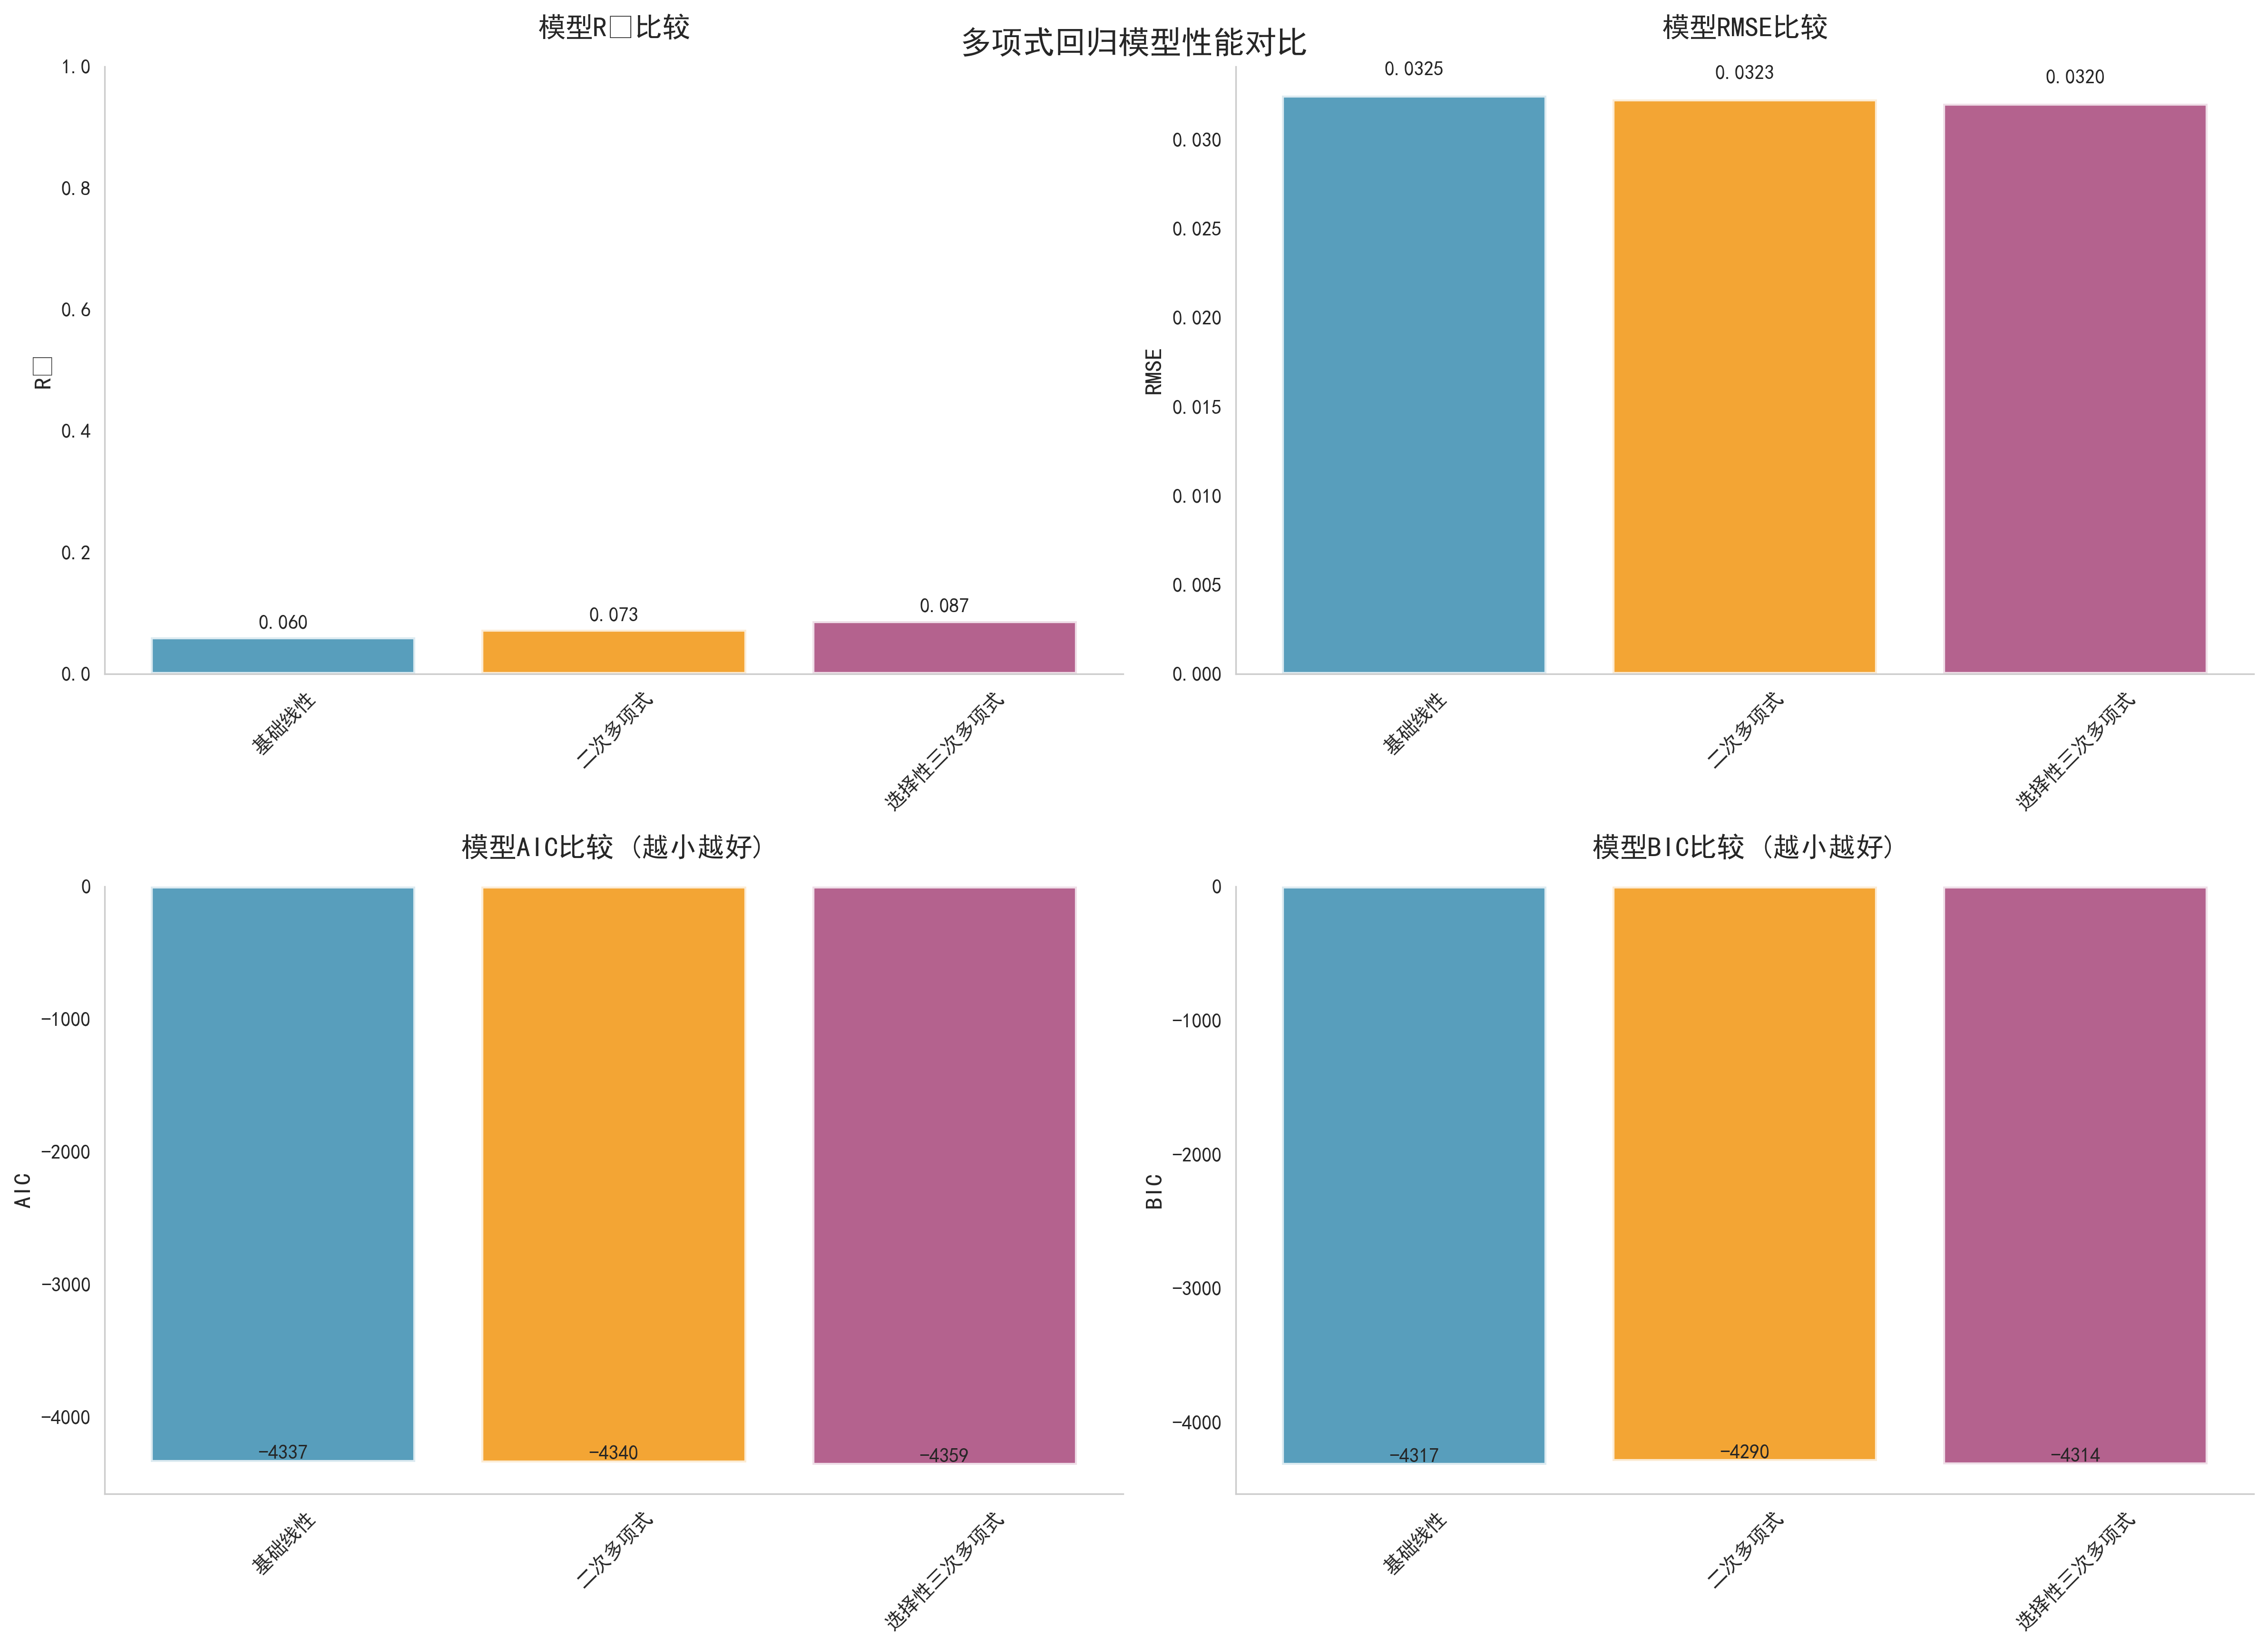 多项式回归模型性能对比
模型R□比较
1.0
0.8
0.6
0.4
0.2
0.0
R□
0.060
0.073
0.087
基础线性
二次多项式
选择性三次多项式
模型RMSE比较
0.030
0.025
0.020
0.015
0.010
0.005
0.000
RMSE
0.0325
0.0323
0.0320
基础线性
二次多项式
选择性三次多项式
模型AIC比较 (越小越好)
0
−1000
−2000
−3000
−4000
AIC
−4337
−4340
−4359
基础线性
二次多项式
选择性三次多项式
模型BIC比较 (越小越好)
0
−1000
−2000
−3000
−4000
BIC
−4317
−4290
−4314
基础线性
二次多项式
选择性三次多项式